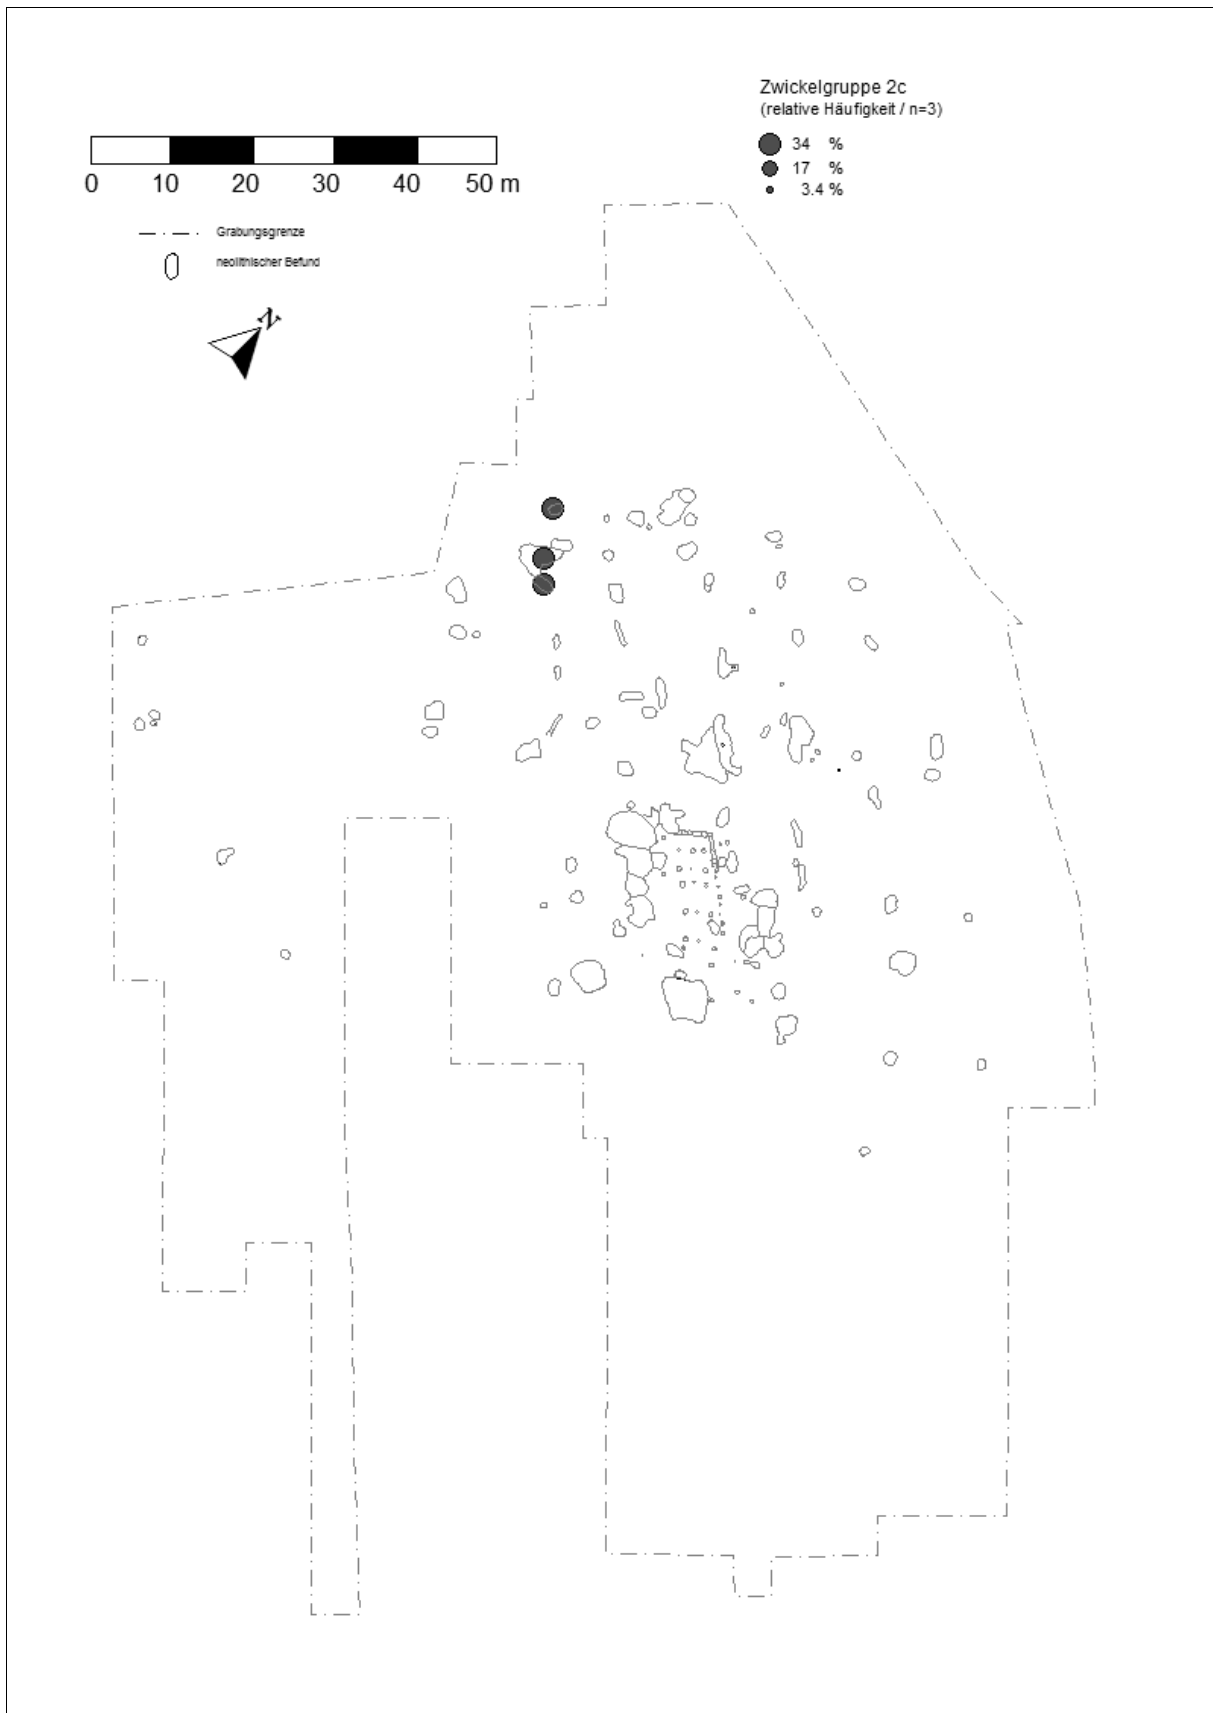 Zwickelgruppe 2c
(relative Häufigkeit / n=3)
34 %
17 %
3.4 %
0 10 20 30 40 50 m
Grabungsgrenze
neolithischer Befund
N